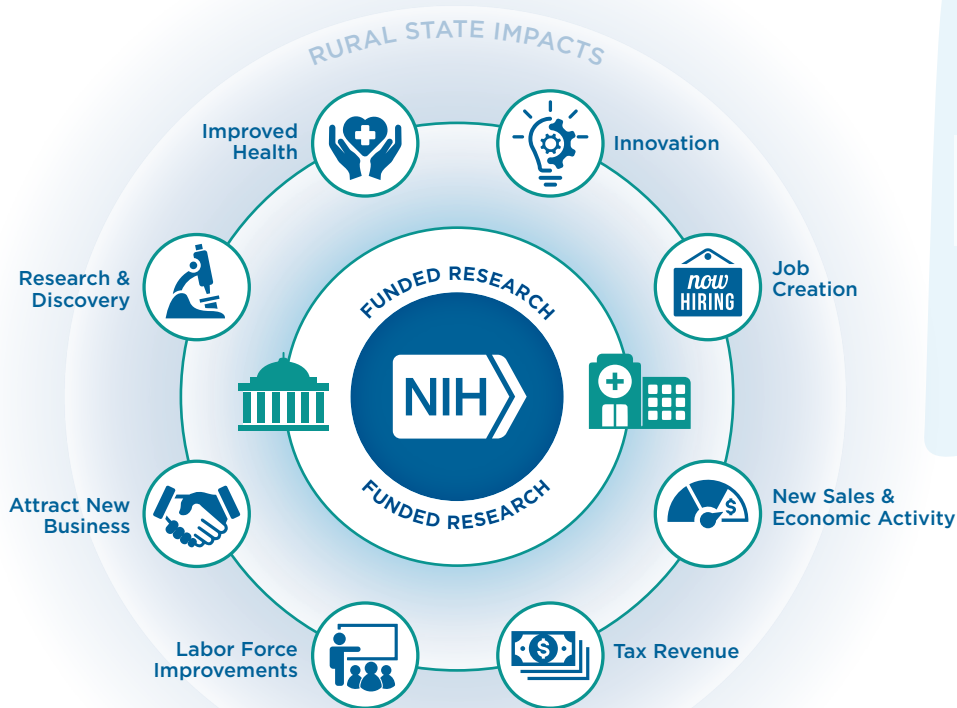 RURAL STATE IMPACTS
Improved
Health
Innovation
Research &
Discovery
Job
Creation
now
HIRING
FUNDED RESEARCH
NIH
FUNDED RESEARCH
Attract New
Business
$
New Sales &
Economic Activity
Labor Force
Improvements
$
Tax Revenue